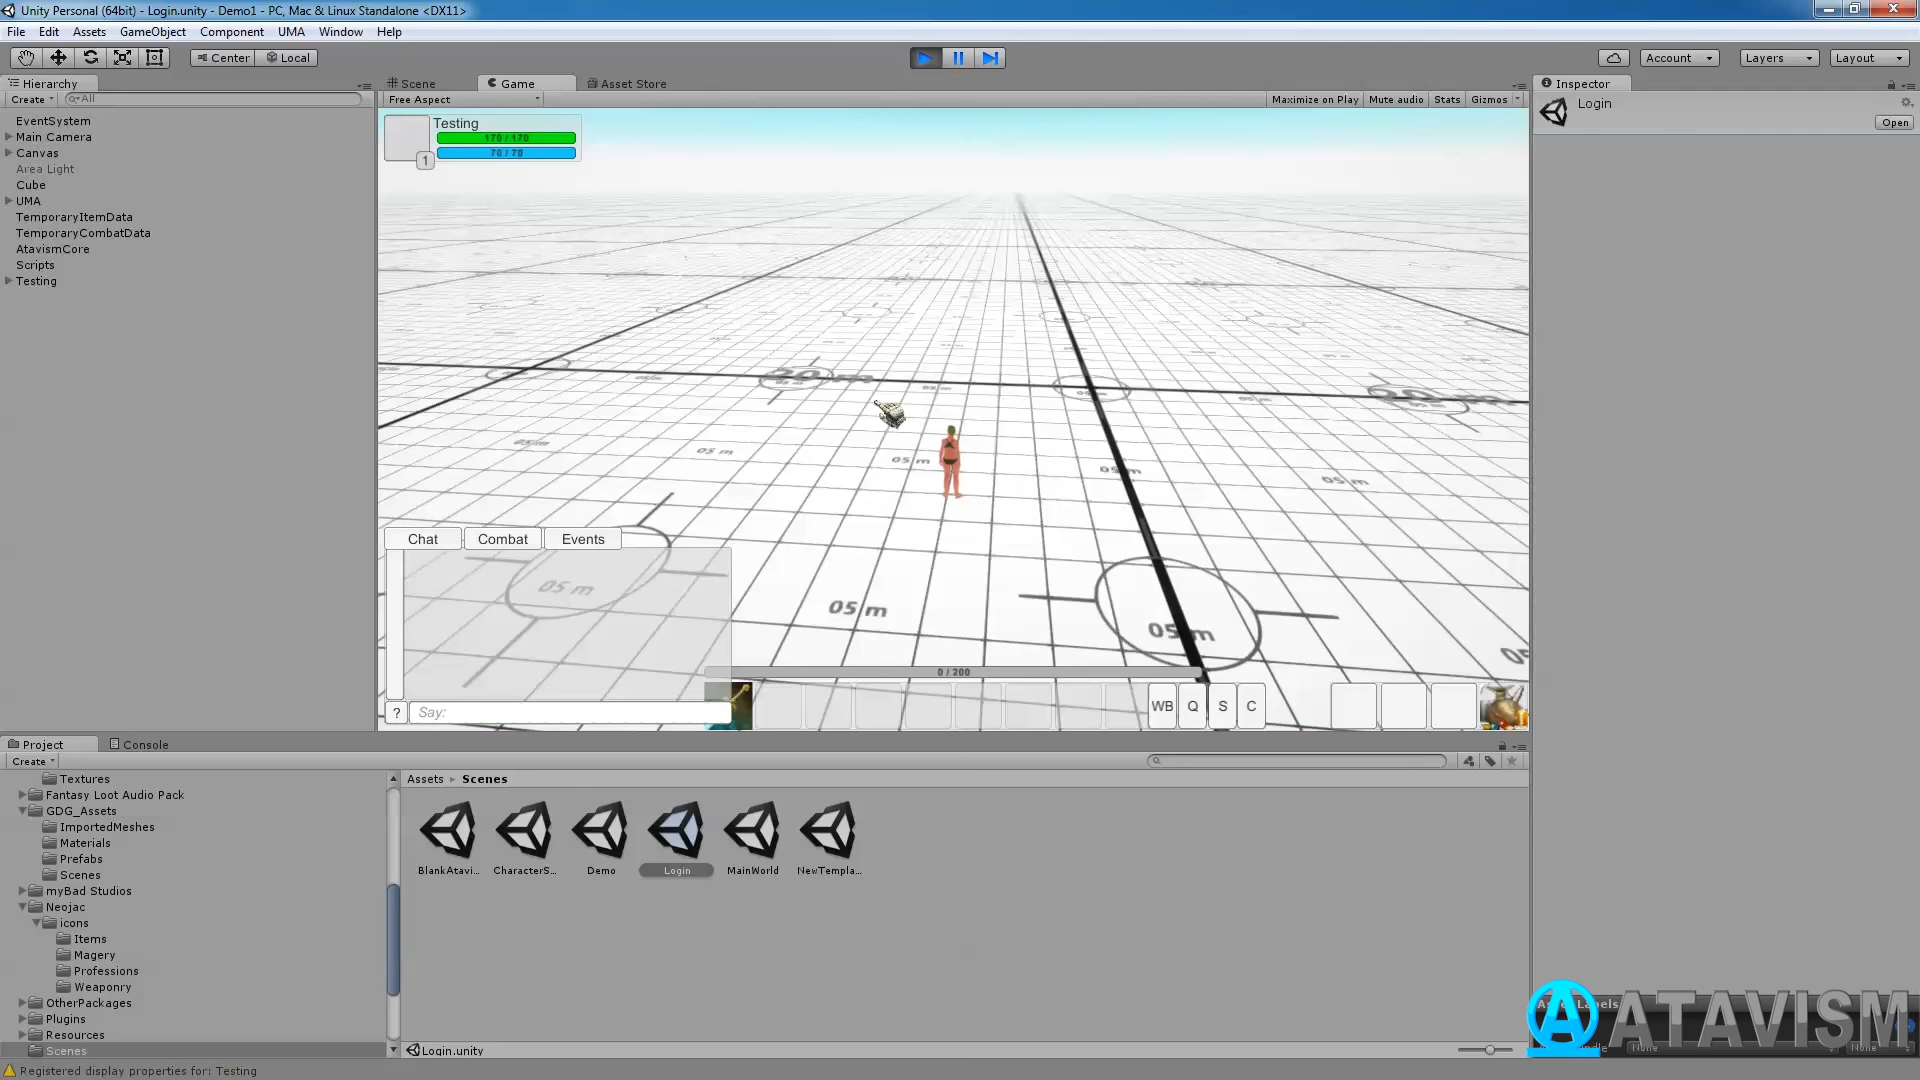 Unity Personal (64bit) - Login.unity - Demo1 - PC, Mac & Linux Standalone <DX11>
File Edit Assets GameObject Component UMA Window Help
Center Local Account Layers Layout
Hierarchy Scene Game Asset Store Inspector
Create All Free Aspect Maximize on Play Mute audio Stats Gizmos Login
Open
EventSystem
Main Camera
Canvas
Area Light
Cube
UMA
TemporaryItemData
TemporaryCombatData
AtavismCore
Scripts
Testing
Testing
170 / 170
70 / 70
1
05 m
05 m
05 m
05 m
05 m
Chat Combat Events
05 m
05 m
05 m
0 / 200
WB Q S C
? Say:
Project Console
Create
Assets Scenes
Textures
Fantasy Loot Audio Pack
GDG_Assets
ImportedMeshes
Materials
Prefabs
Scenes
myBad Studios
Neojac
icons
Items
Magery
Professions
Weaponry
OtherPackages
Plugins
Resources
Scenes
BlankAtavi... CharacterS... Demo Login MainWorld NewTempla...
Login.unity
ATAVISM
None None
Registered display properties for: Testing